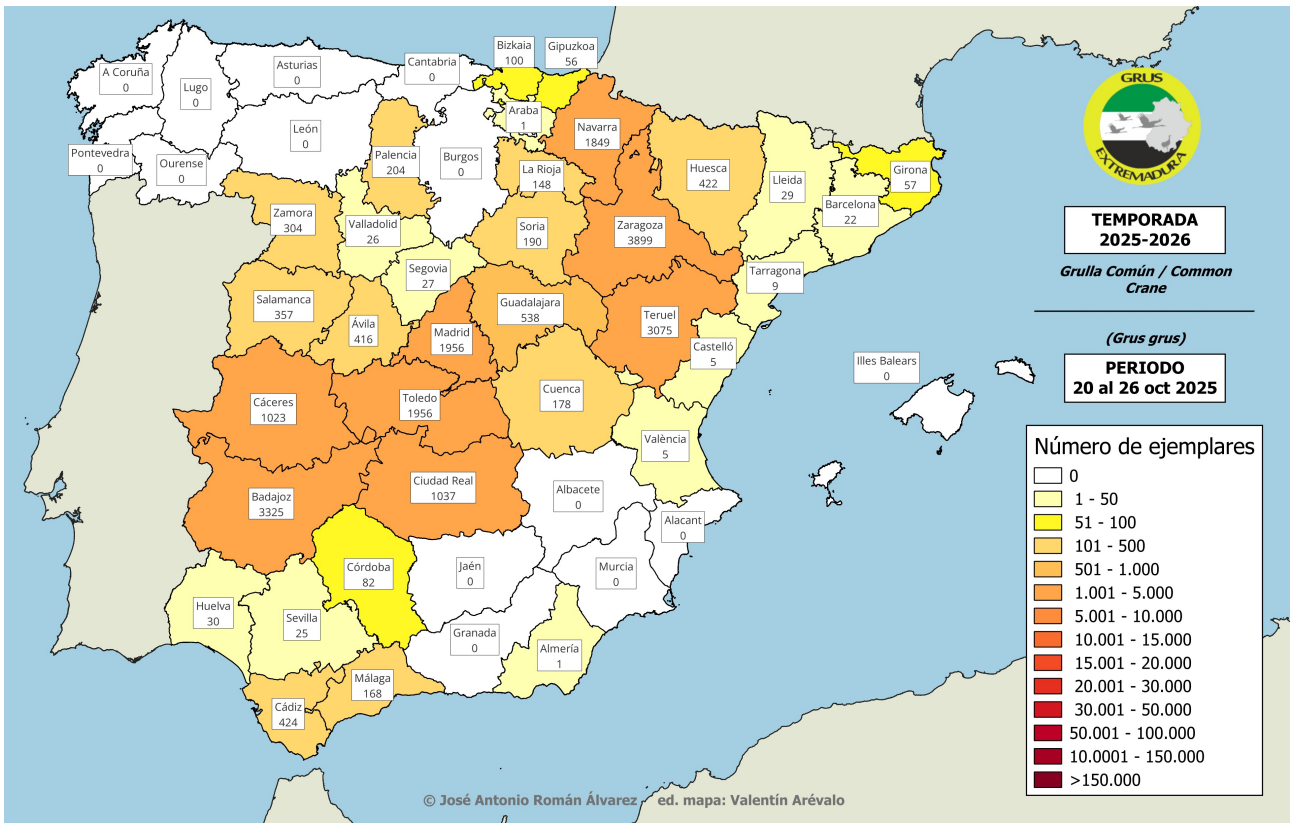 Bizkaia
100
Gipuzkoa
56
Cantabria
0
Asturias
0
A Coruña
0
Lugo
0
León
0
Araba
1
Navarra
1849
Palencia
204
Burgos
0
Pontevedra
0
Ourense
0
La Rioja
148
Huesca
422
Lleida
29
Girona
57
Barcelona
22
Zamora
304
Valladolid
26
Soria
190
Zaragoza
3899
Segovia
27
Tarragona
9
Salamanca
357
Ávila
416
Madrid
1956
Guadalajara
538
Teruel
3075
Castelló
5
Illes Balears
0
Cáceres
1023
Toledo
1956
Cuenca
178
València
5
Badajoz
3325
Ciudad Real
1037
Albacete
0
Alacant
0
Córdoba
82
Jaén
0
Murcia
0
Huelva
30
Sevilla
25
Granada
0
Almería
1
Málaga
168
Cádiz
424
GRUS
EXTREMADURA
TEMPORADA
2025-2026
Grulla Común / Common
Crane
(Grus grus)
PERIODO
20 al 26 oct 2025
Número de ejemplares
0
1 - 50
51 - 100
101 - 500
501 - 1.000
1.001 - 5.000
5.001 - 10.000
10.001 - 15.000
15.001 - 20.000
20.001 - 30.000
30.001 - 50.000
50.001 - 100.000
10.0001 - 150.000
>150.000
© José Antonio Román Álvarez ed. mapa: Valentín Arévalo